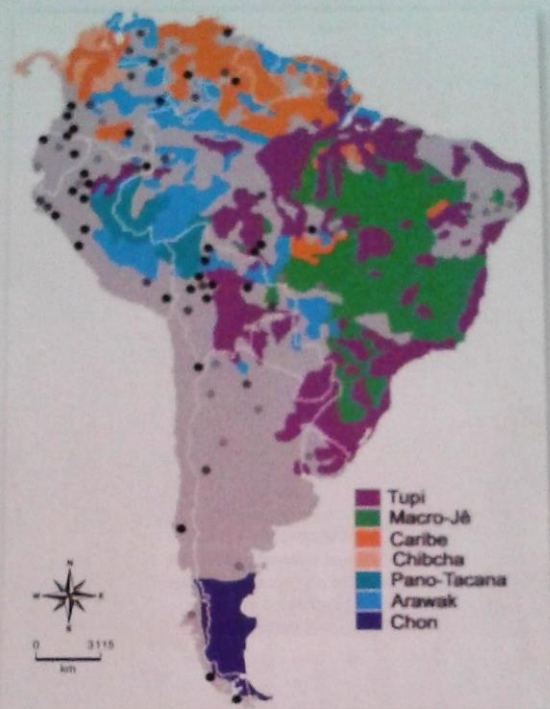 Tupi
Macro-Jê
Caribe
Chibcha
Pano-Tacana
Arawak
Chon
N
S
0 3115
km